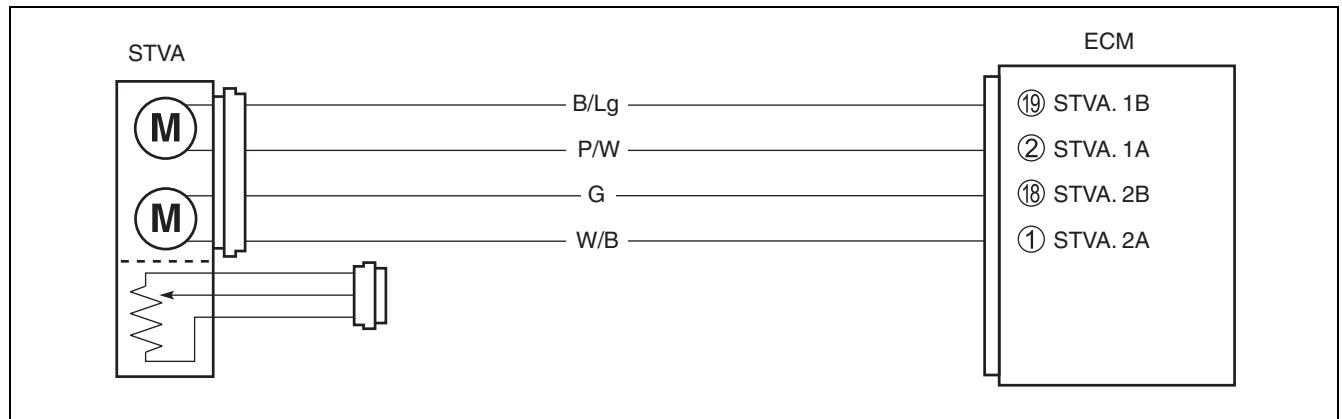 STVA
ECM
M
B/Lg
⑲ STVA. 1B
P/W
② STVA. 1A
M
G
⑱ STVA. 2B
W/B
① STVA. 2A